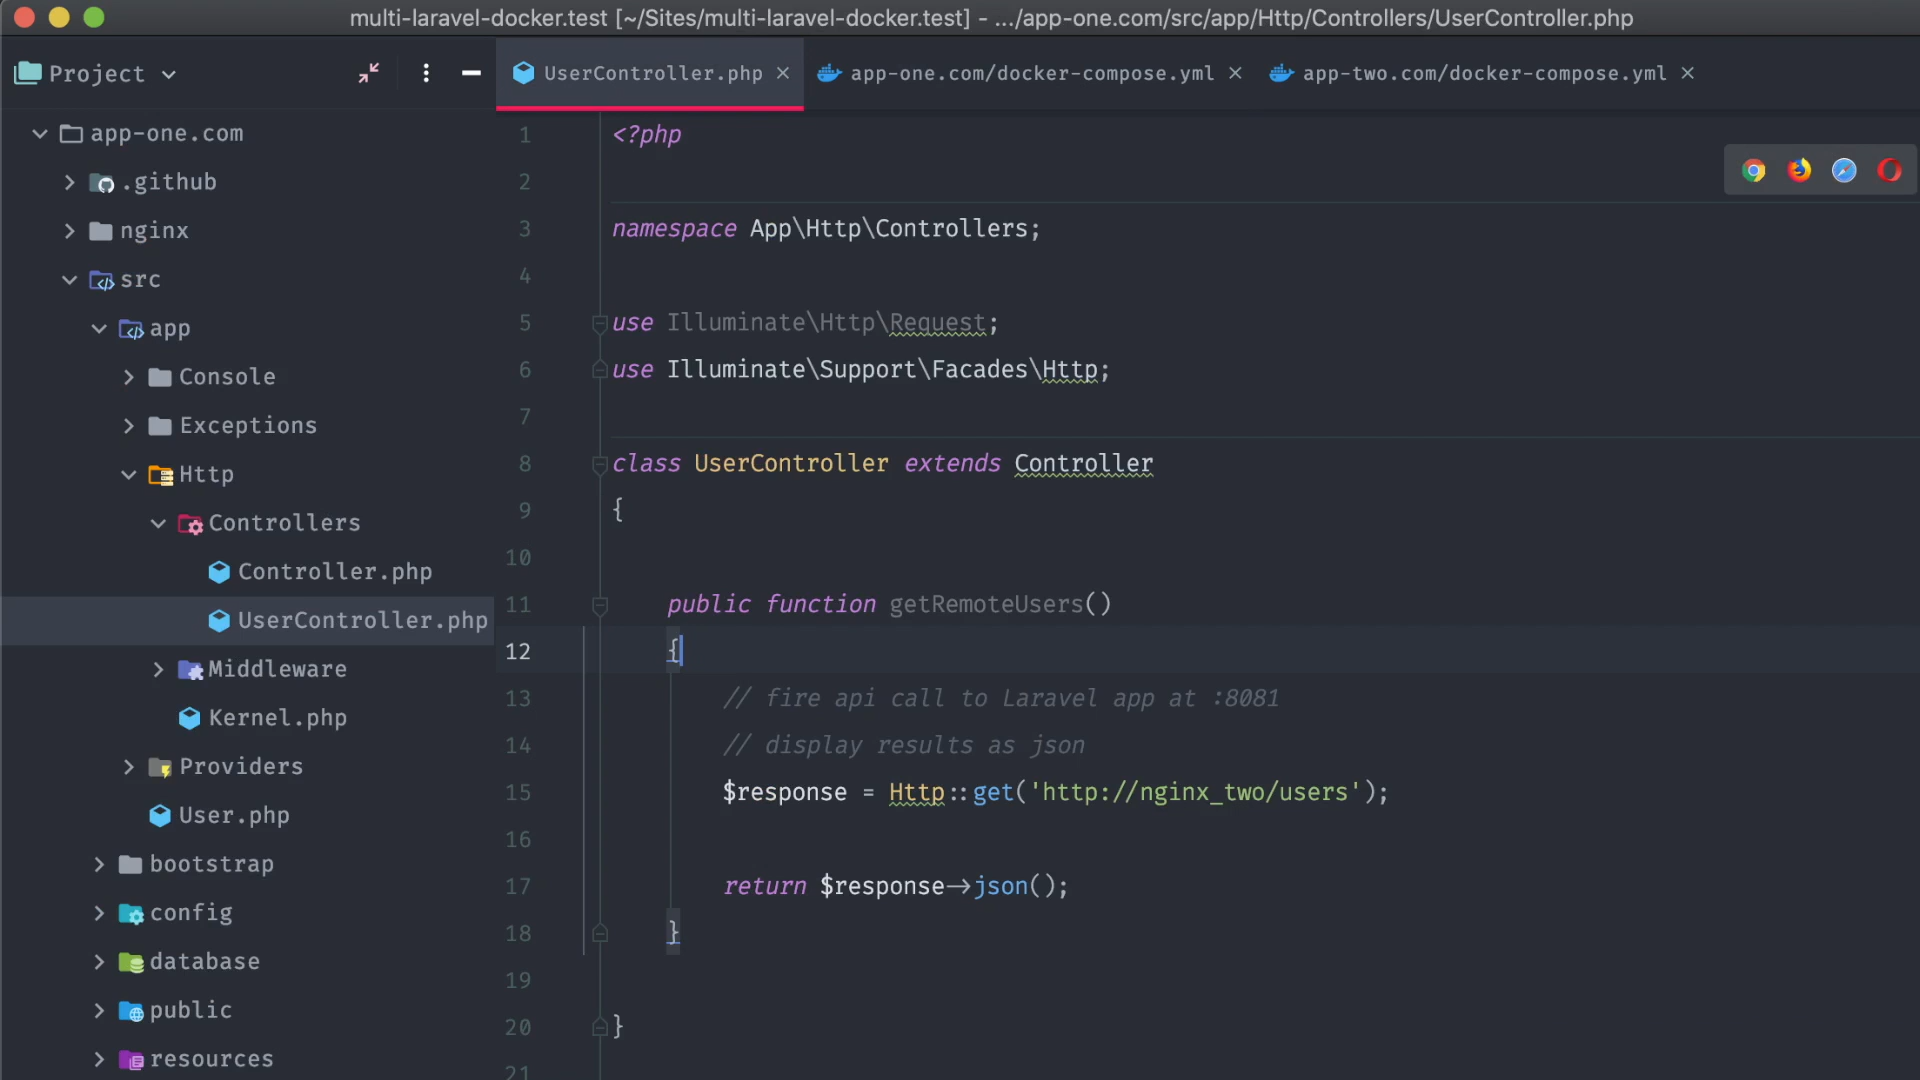 multi-laravel-docker.test [~/Sites/multi-laravel-docker.test] - .../app-one.com/src/app/Http/Controllers/UserController.php
Project
UserController.php
app-one.com/docker-compose.yml
app-two.com/docker-compose.yml
app-one.com
.github
nginx
src
app
Console
Exceptions
Http
Controllers
Controller.php
UserController.php
Middleware
Kernel.php
Providers
User.php
bootstrap
config
database
public
resources
1 <?php
2
3 namespace App\Http\Controllers;
4
5 use Illuminate\Http\Request;
6 use Illuminate\Support\Facades\Http;
7
8 class UserController extends Controller
9 {
10
11 public function getRemoteUsers()
12 {
13 // fire api call to Laravel app at :8081
14 // display results as json
15 $response = Http::get('http://nginx_two/users');
16
17 return $response->json();
18 }
19
20 }
21